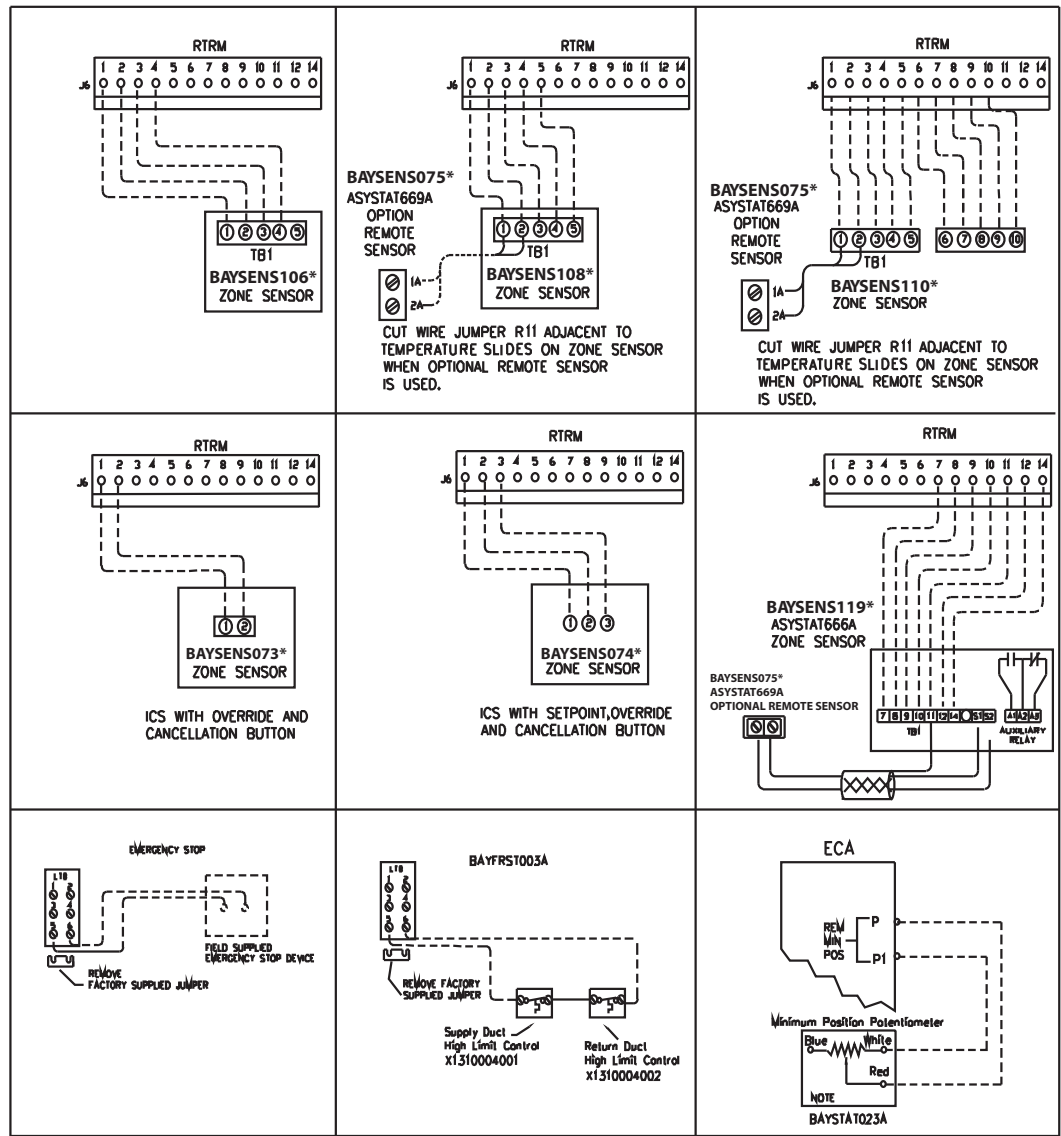 RTRM
1 2 3 4 5 6 7 8 9 10 11 12 14
J6
1 2 3 4 5
TB1
BAYSENS106*
ZONE SENSOR
RTRM
1 2 3 4 5 6 7 8 9 10 11 12 14
J6
BAYSENS075*
ASYSTAT669A
OPTION
REMOTE
SENSOR
1 2 3 4 5
TB1
BAYSENS108*
ZONE SENSOR
1A
2A
CUT WIRE JUMPER R11 ADJACENT TO
TEMPERATURE SLIDES ON ZONE SENSOR
WHEN OPTIONAL REMOTE SENSOR
IS USED.
RTRM
1 2 3 4 5 6 7 8 9 10 11 12 14
J6
BAYSENS075*
ASYSTAT669A
OPTION
REMOTE
SENSOR
1 2 3 4 5
6 7 8 9 10
TB1
BAYSENS110*
ZONE SENSOR
1A
2A
CUT WIRE JUMPER R11 ADJACENT TO
TEMPERATURE SLIDES ON ZONE SENSOR
WHEN OPTIONAL REMOTE SENSOR
IS USED.
RTRM
1 2 3 4 5 6 7 8 9 10 11 12 14
J6
1 2
BAYSENS073*
ZONE SENSOR
ICS WITH OVERRIDE AND
CANCELLATION BUTTON
RTRM
1 2 3 4 5 6 7 8 9 10 11 12 14
J6
1 2 3
BAYSENS074*
ZONE SENSOR
ICS WITH SETPOINT,OVERRIDE
AND CANCELLATION BUTTON
RTRM
1 2 3 4 5 6 7 8 9 10 11 12 14
J6
BAYSENS119*
ASYSTAT666A
ZONE SENSOR
BAYSENS075*
ASYSTAT669A
OPTIONAL REMOTE SENSOR
7 8 9 10 11 12 14 S1 S2
TB1
A1 A2 A3
AUXILIARY
RELAY
EMERGENCY STOP
LTB
1 2
3 4
5 6
REMOVE
FACTORY SUPPLIED JUMPER
FIELD SUPPLIED
EMERGENCY STOP DEVICE
BAYFRST003A
LTB
1 2
3 4
5 6
REMOVE FACTORY
SUPPLIED JUMPER
Supply Duct
High Limit Control
X1310004001
Return Duct
High Limit Control
X1310004002
ECA
REM
MIN
POS
P
P1
Minimum Position Potentiometer
Blue
White
Red
NOTE
BAYSTAT023A